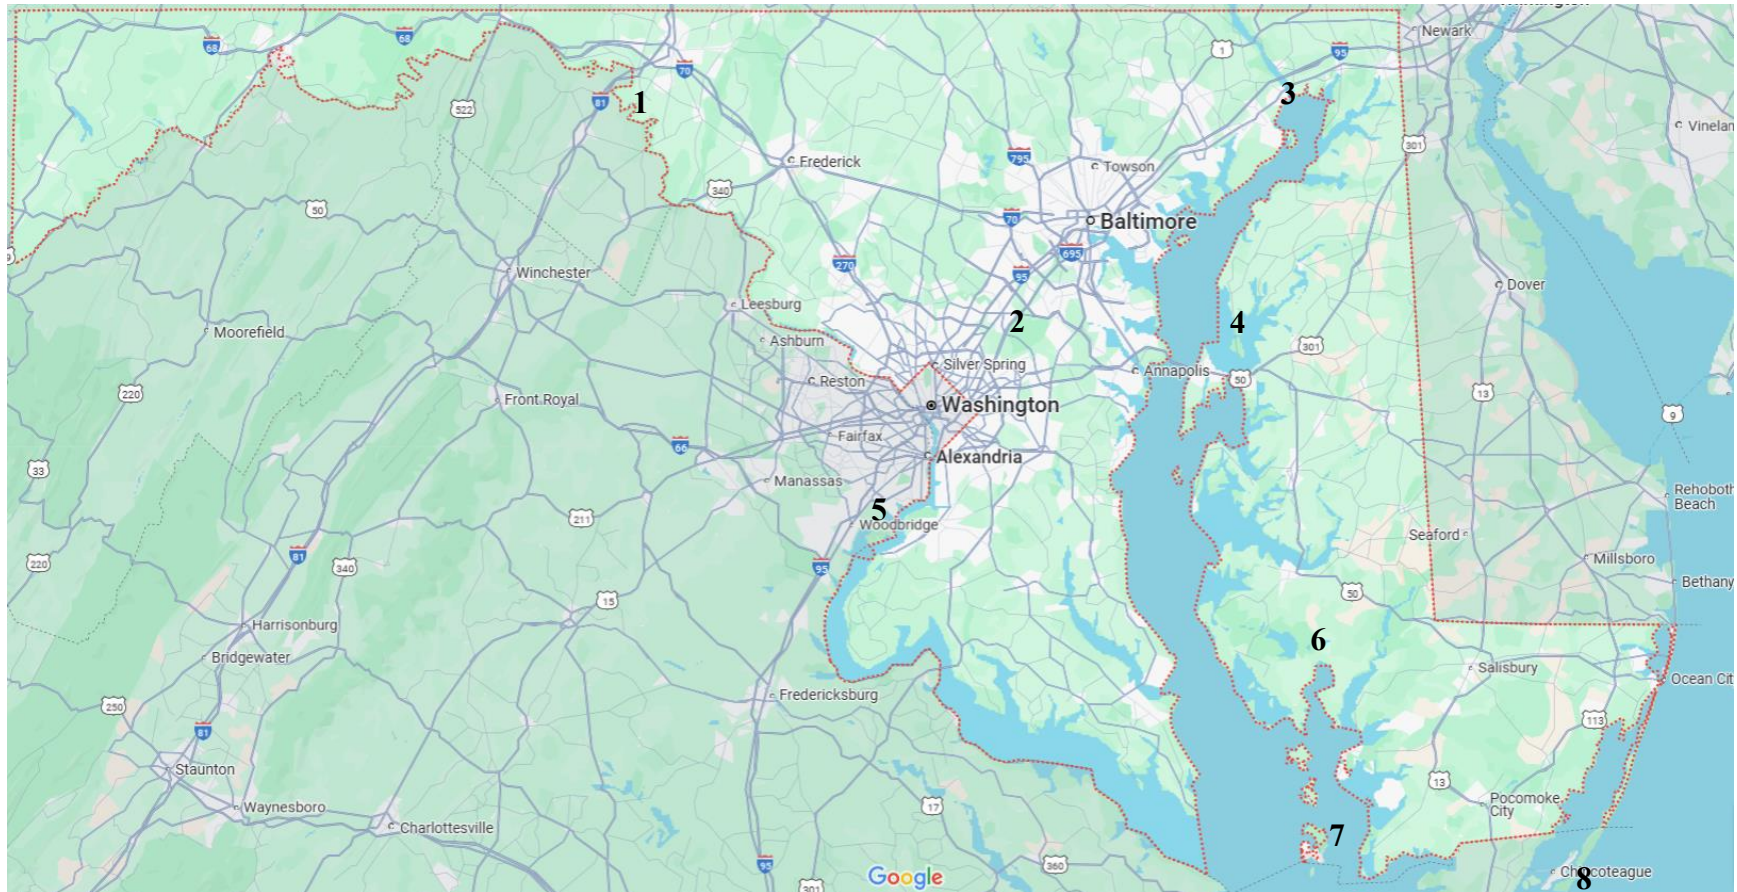 Newark
68
68
1
95
70
522
81
1
3
Vineland
301
795
Frederick
Towson
340
50
70
Baltimore
695
270
95
Winchester
Dover
Leesburg
2
4
Moorefield
Ashburn
301
Silver Spring
Annapolis
Reston
50
220
13
Front Royal
Washington
9
Fairfax
66
Alexandria
33
Manassas
Rehoboth
Beach
5
211
Woodbridge
Seaford
81
Millsboro
220
340
95
Bethany
50
15
Harrisonburg
6
Bridgewater
Salisbury
Ocean Cit
Fredericksburg
250
113
81
Staunton
13
Pocomoke
City
Waynesboro
17
Charlottesville
7
95
360
Google
Chincoteague
8
301